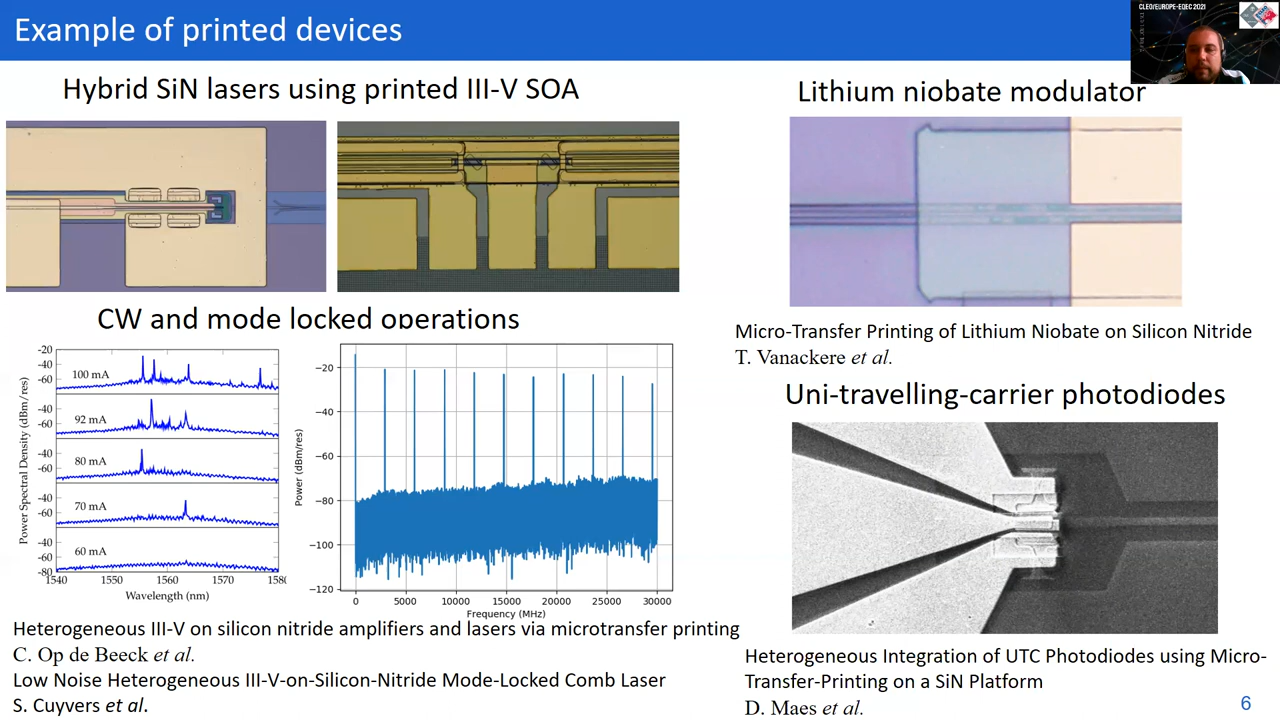 Example of printed devices
CLEO/EUROPE-EQEC 2021
Hybrid SiN lasers using printed III-V SOA
Lithium niobate modulator
CW and mode locked operations
Micro-Transfer Printing of Lithium Niobate on Silicon Nitride
T. Vanackere et al.
Uni-travelling-carrier photodiodes
Power Spectral Density (dBm/res)
-20
-40
-60
100 mA
-40
-60
92 mA
-40
-60
80 mA
-40
-60
70 mA
-40
-60
-80
60 mA
1540
1550
1560
1570
158
Wavelength (nm)
Power (dBm/res)
−20
−40
−60
−80
−100
−120
0
5000
10000
15000
20000
25000
30000
Frequency (MHz)
Heterogeneous III-V on silicon nitride amplifiers and lasers via microtransfer printing
C. Op de Beeck et al.
Low Noise Heterogeneous III-V-on-Silicon-Nitride Mode-Locked Comb Laser
S. Cuyvers et al.
Heterogeneous Integration of UTC Photodiodes using Micro-
Transfer-Printing on a SiN Platform
D. Maes et al.
6